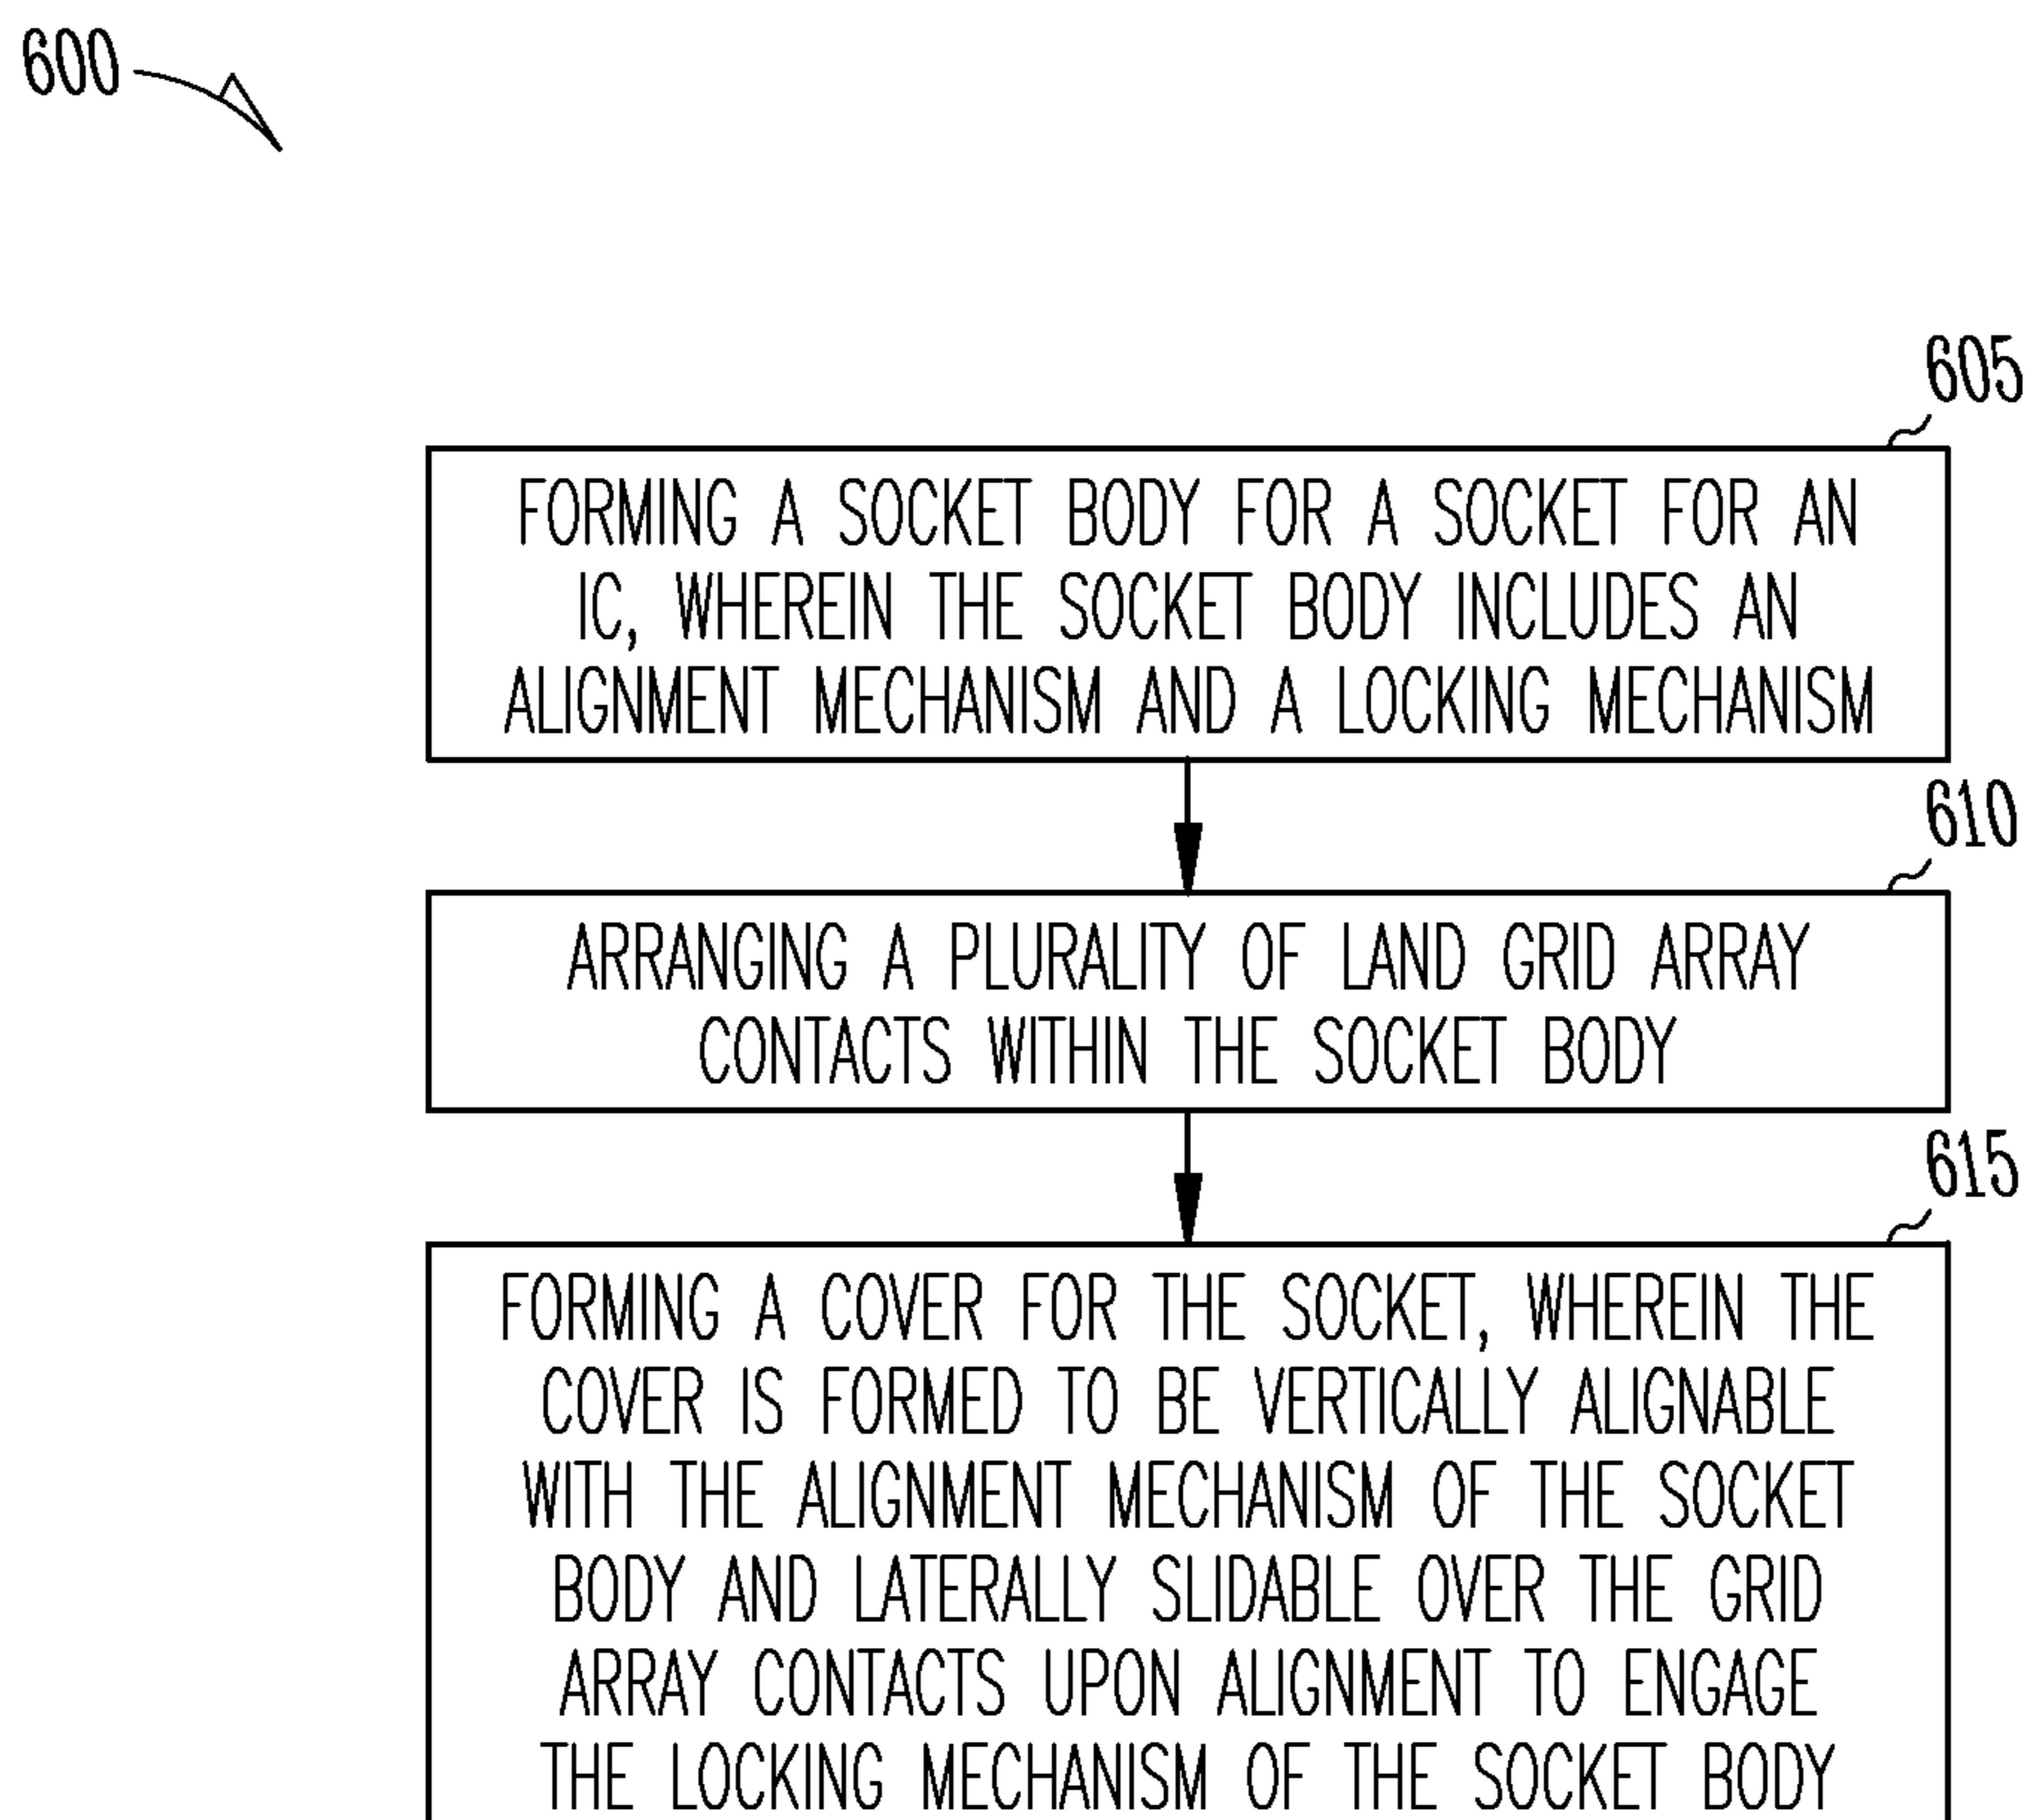 600
605
FORMING A SOCKET BODY FOR A SOCKET FOR AN
IC, WHEREIN THE SOCKET BODY INCLUDES AN
ALIGNMENT MECHANISM AND A LOCKING MECHANISM
610
ARRANGING A PLURALITY OF LAND GRID ARRAY
CONTACTS WITHIN THE SOCKET BODY
615
FORMING A COVER FOR THE SOCKET, WHEREIN THE
COVER IS FORMED TO BE VERTICALLY ALIGNABLE
WITH THE ALIGNMENT MECHANISM OF THE SOCKET
BODY AND LATERALLY SLIDABLE OVER THE GRID
ARRAY CONTACTS UPON ALIGNMENT TO ENGAGE
THE LOCKING MECHANISM OF THE SOCKET BODY